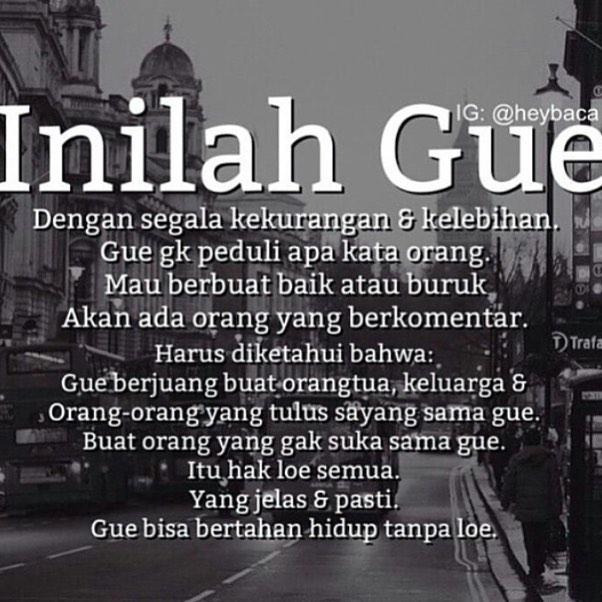 IG: @heybaca
Inilah Gue
Dengan segala kekurangan & kelebihan.
Gue gk peduli apa kata orang.
Mau berbuat baik atau buruk
Akan ada orang yang berkomentar.
Harus diketahui bahwa:
Gue berjuang buat orangtua, keluarga &
Orang-orang yang tulus sayang sama gue.
Buat orang yang gak suka sama gue.
Itu hak loe semua.
Yang jelas & pasti.
Gue bisa bertahan hidup tanpa loe.
Trafa